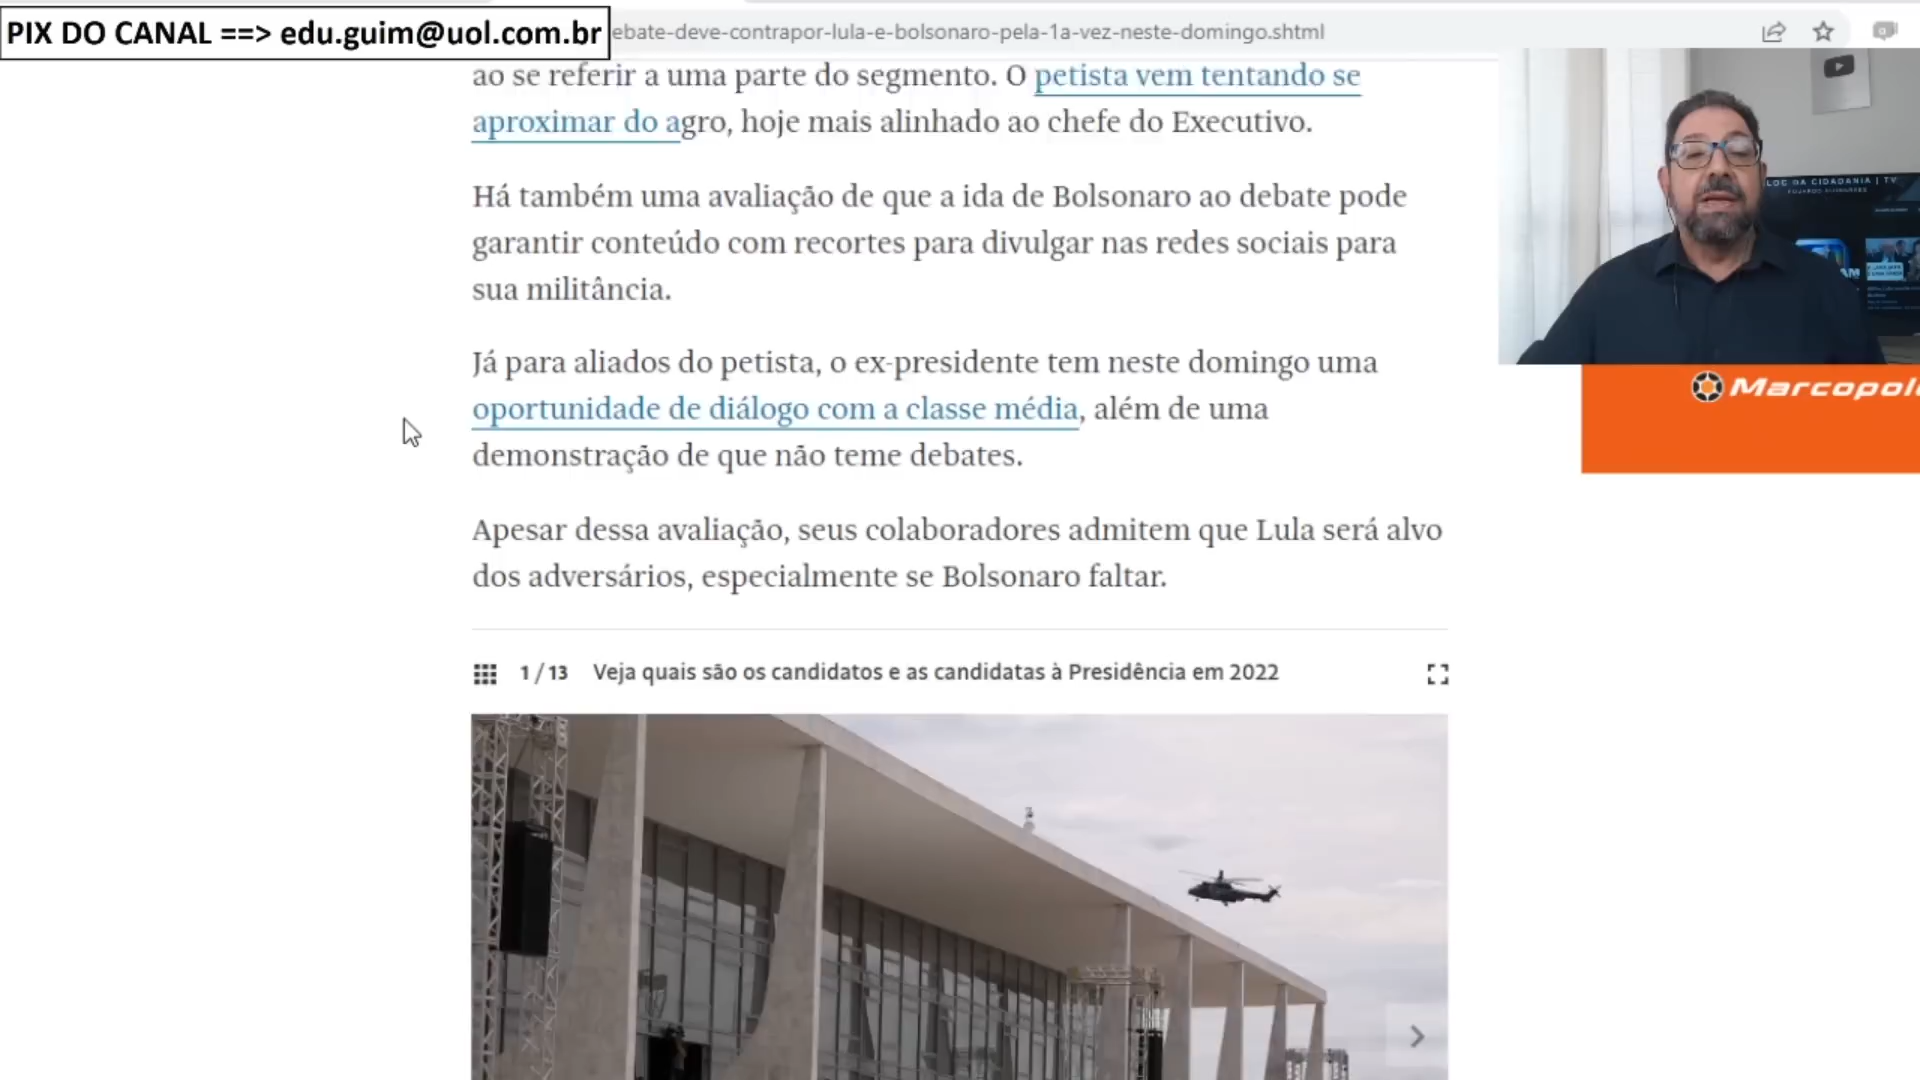 PIX DO CANAL ==> edu.guim@uol.com.br
ebate-deve-contrapor-lula-e-bolsonaro-pela-1a-vez-neste-domingo.shtml
ao se referir a uma parte do segmento. O petista vem tentando se
aproximar do agro, hoje mais alinhado ao chefe do Executivo.
Há também uma avaliação de que a ida de Bolsonaro ao debate pode
garantir conteúdo com recortes para divulgar nas redes sociais para
sua militância.
Já para aliados do petista, o ex-presidente tem neste domingo uma
oportunidade de diálogo com a classe média, além de uma
demonstração de que não teme debates.
Apesar dessa avaliação, seus colaboradores admitem que Lula será alvo
dos adversários, especialmente se Bolsonaro faltar.
1 / 13 Veja quais são os candidatos e as candidatas à Presidência em 2022
LOG DA CIDADANIA | TV
EDUARDO GUIMARÃES
Marcopol